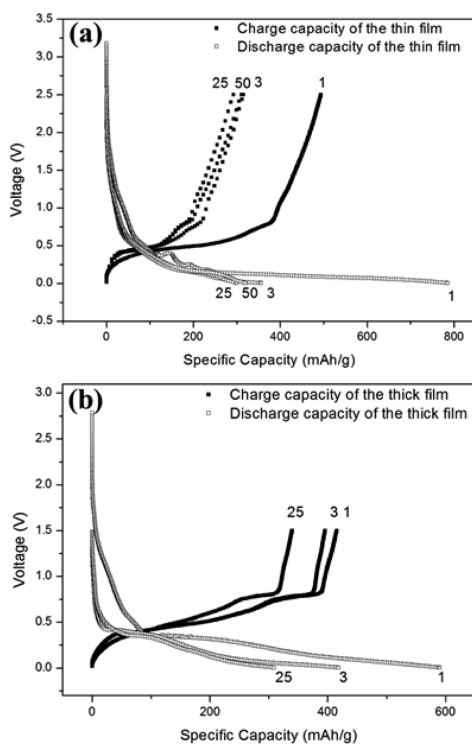 (a)
Charge capacity of the thin film
Discharge capacity of the thin film
3.5
3.0
2.5
2.0
1.5
1.0
0.5
0.0
-0.5
Voltage (V)
25 50 3 1
25 50 3 1
0 200 400 600 800
Specific Capacity (mAh/g)
(b)
Charge capacity of the thick film
Discharge capacity of the thick film
3.0
2.5
2.0
1.5
1.0
0.5
0.0
Voltage (V)
25 3 1
25 3 1
0 200 400 600
Specific Capacity (mAh/g)